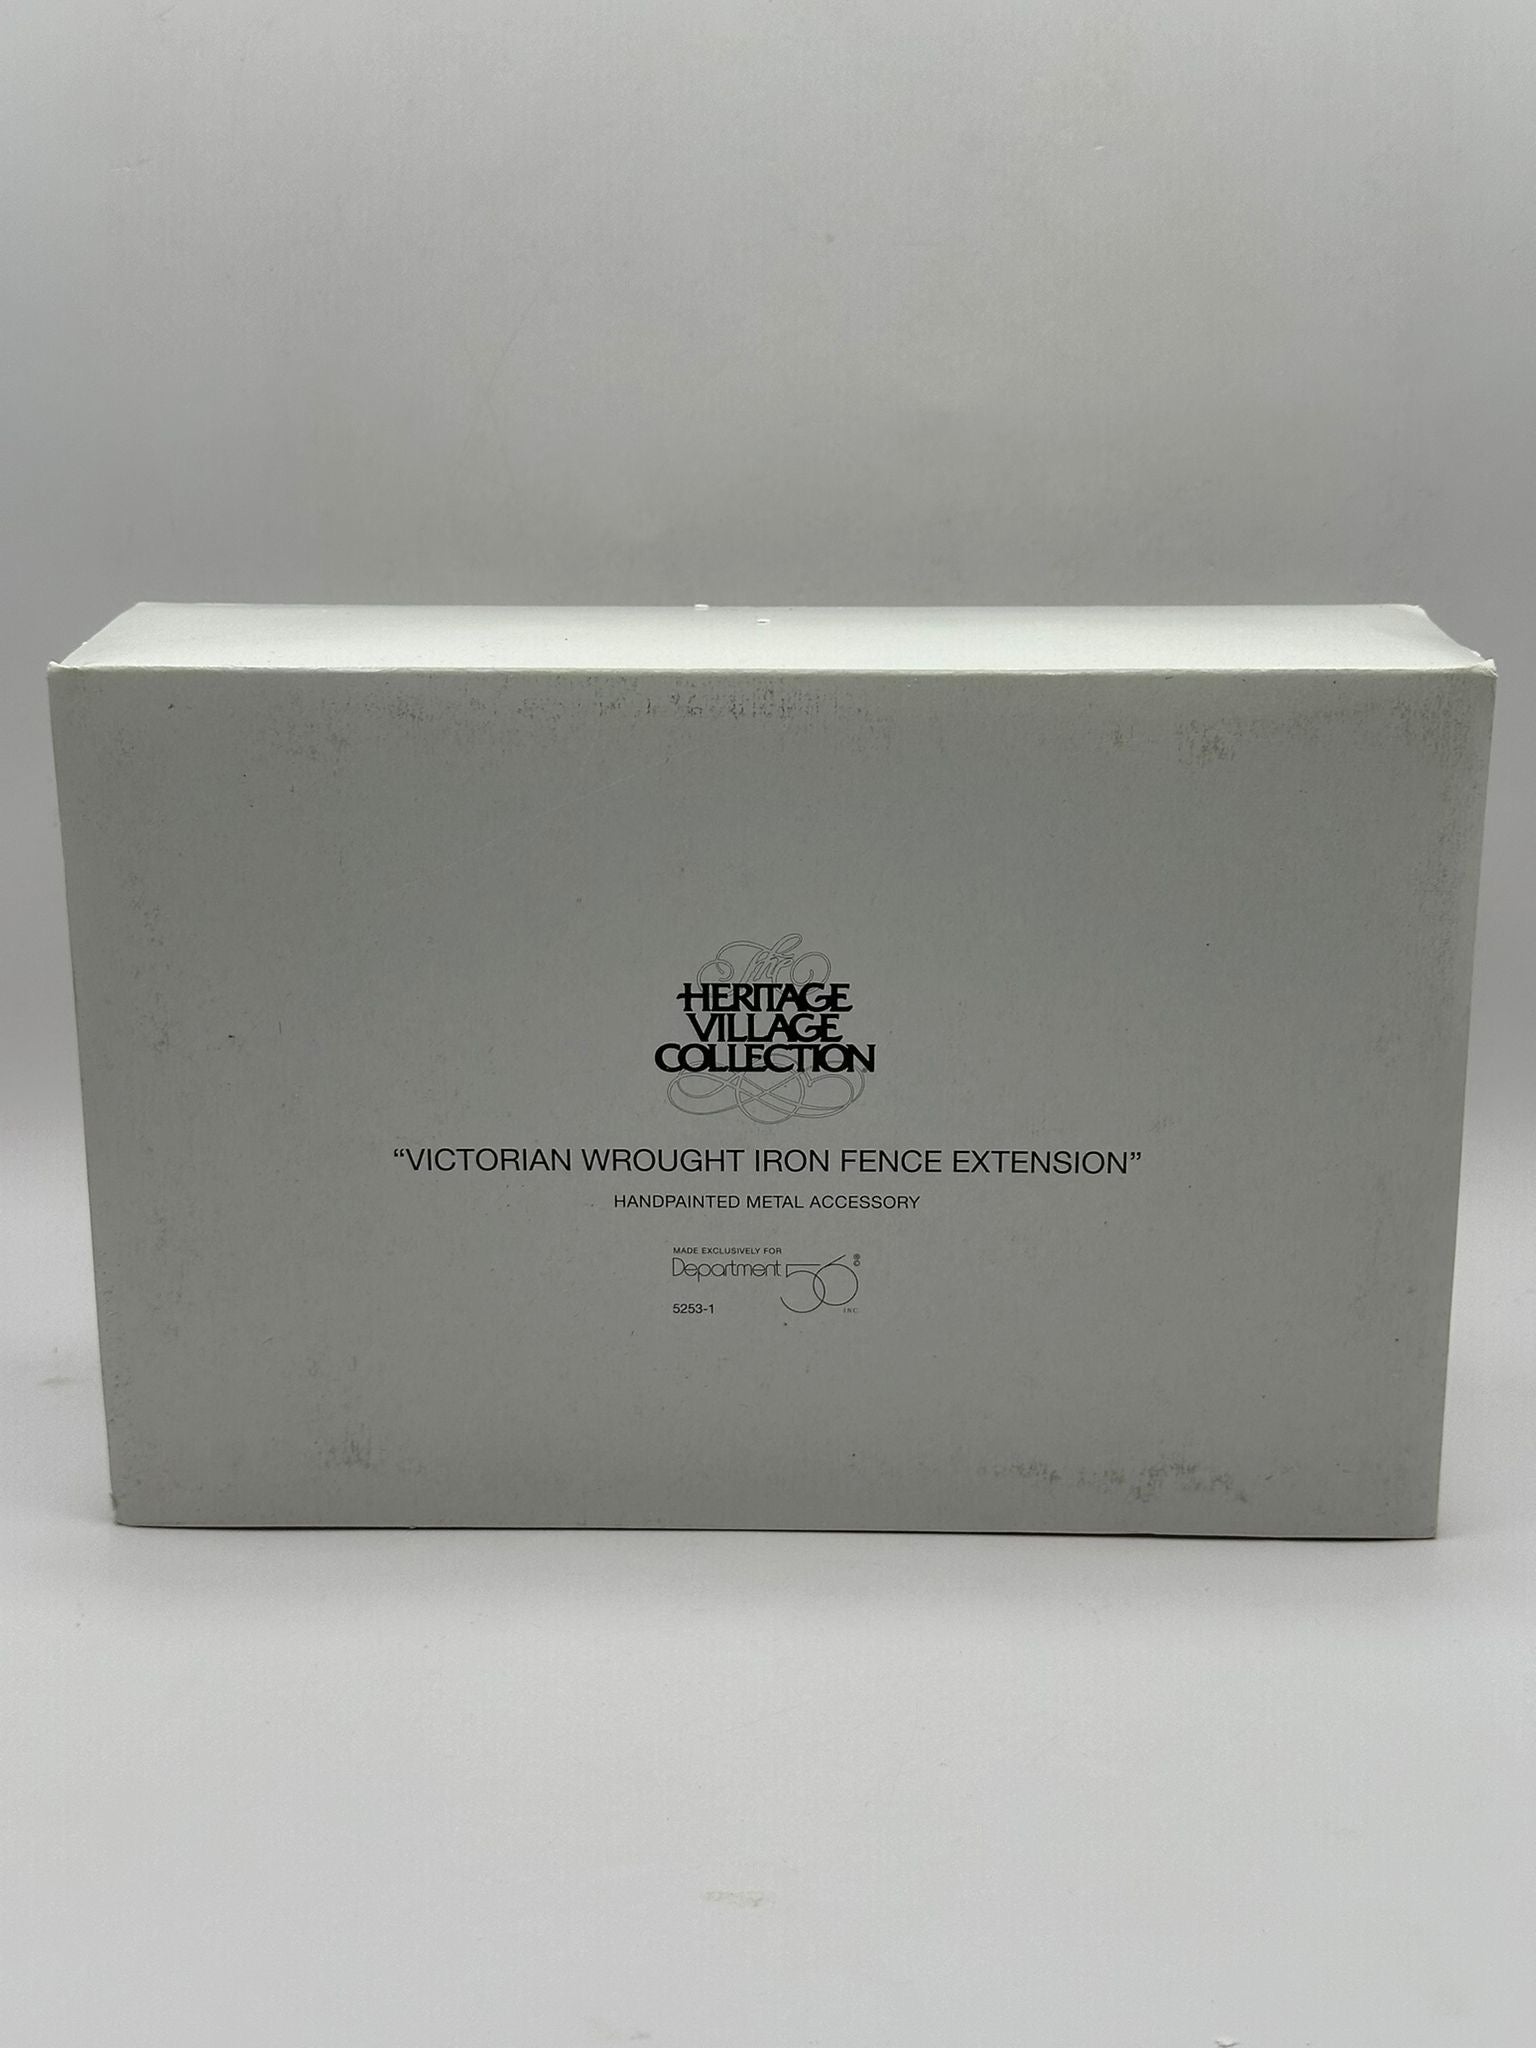 The
HERITAGE
VILLAGE
COLLECTION®
“VICTORIAN WROUGHT IRON FENCE EXTENSION”
HANDPAINTED METAL ACCESSORY
MADE EXCLUSIVELY FOR
Department 56®
5253-1 INC